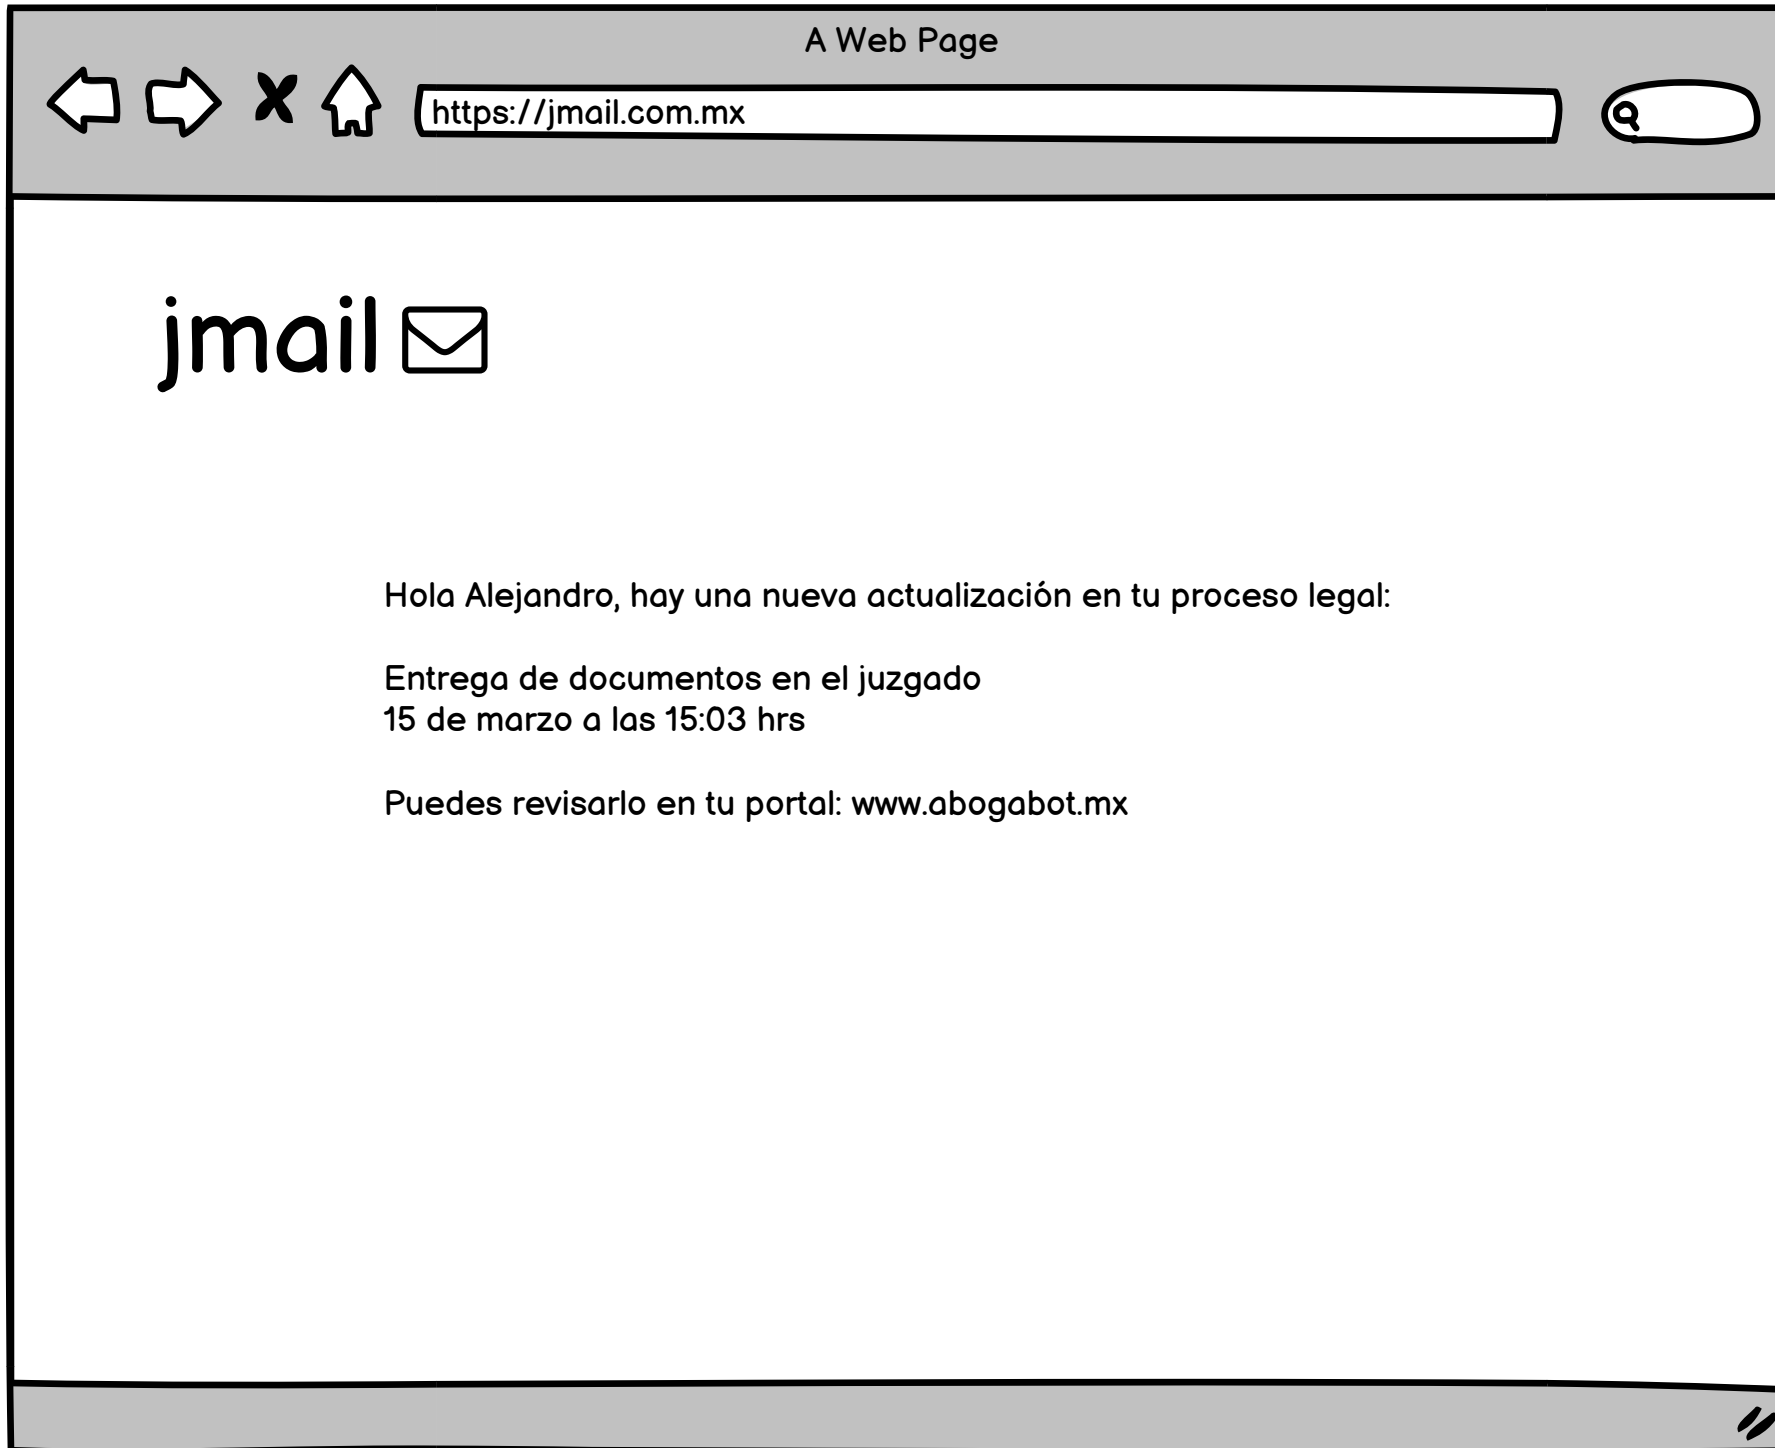 A Web Page
https://jmail.com.mx
jmail
Hola Alejandro, hay una nueva actualización en tu proceso legal:
Entrega de documentos en el juzgado
15 de marzo a las 15:03 hrs
Puedes revisarlo en tu portal: www.abogabot.mx